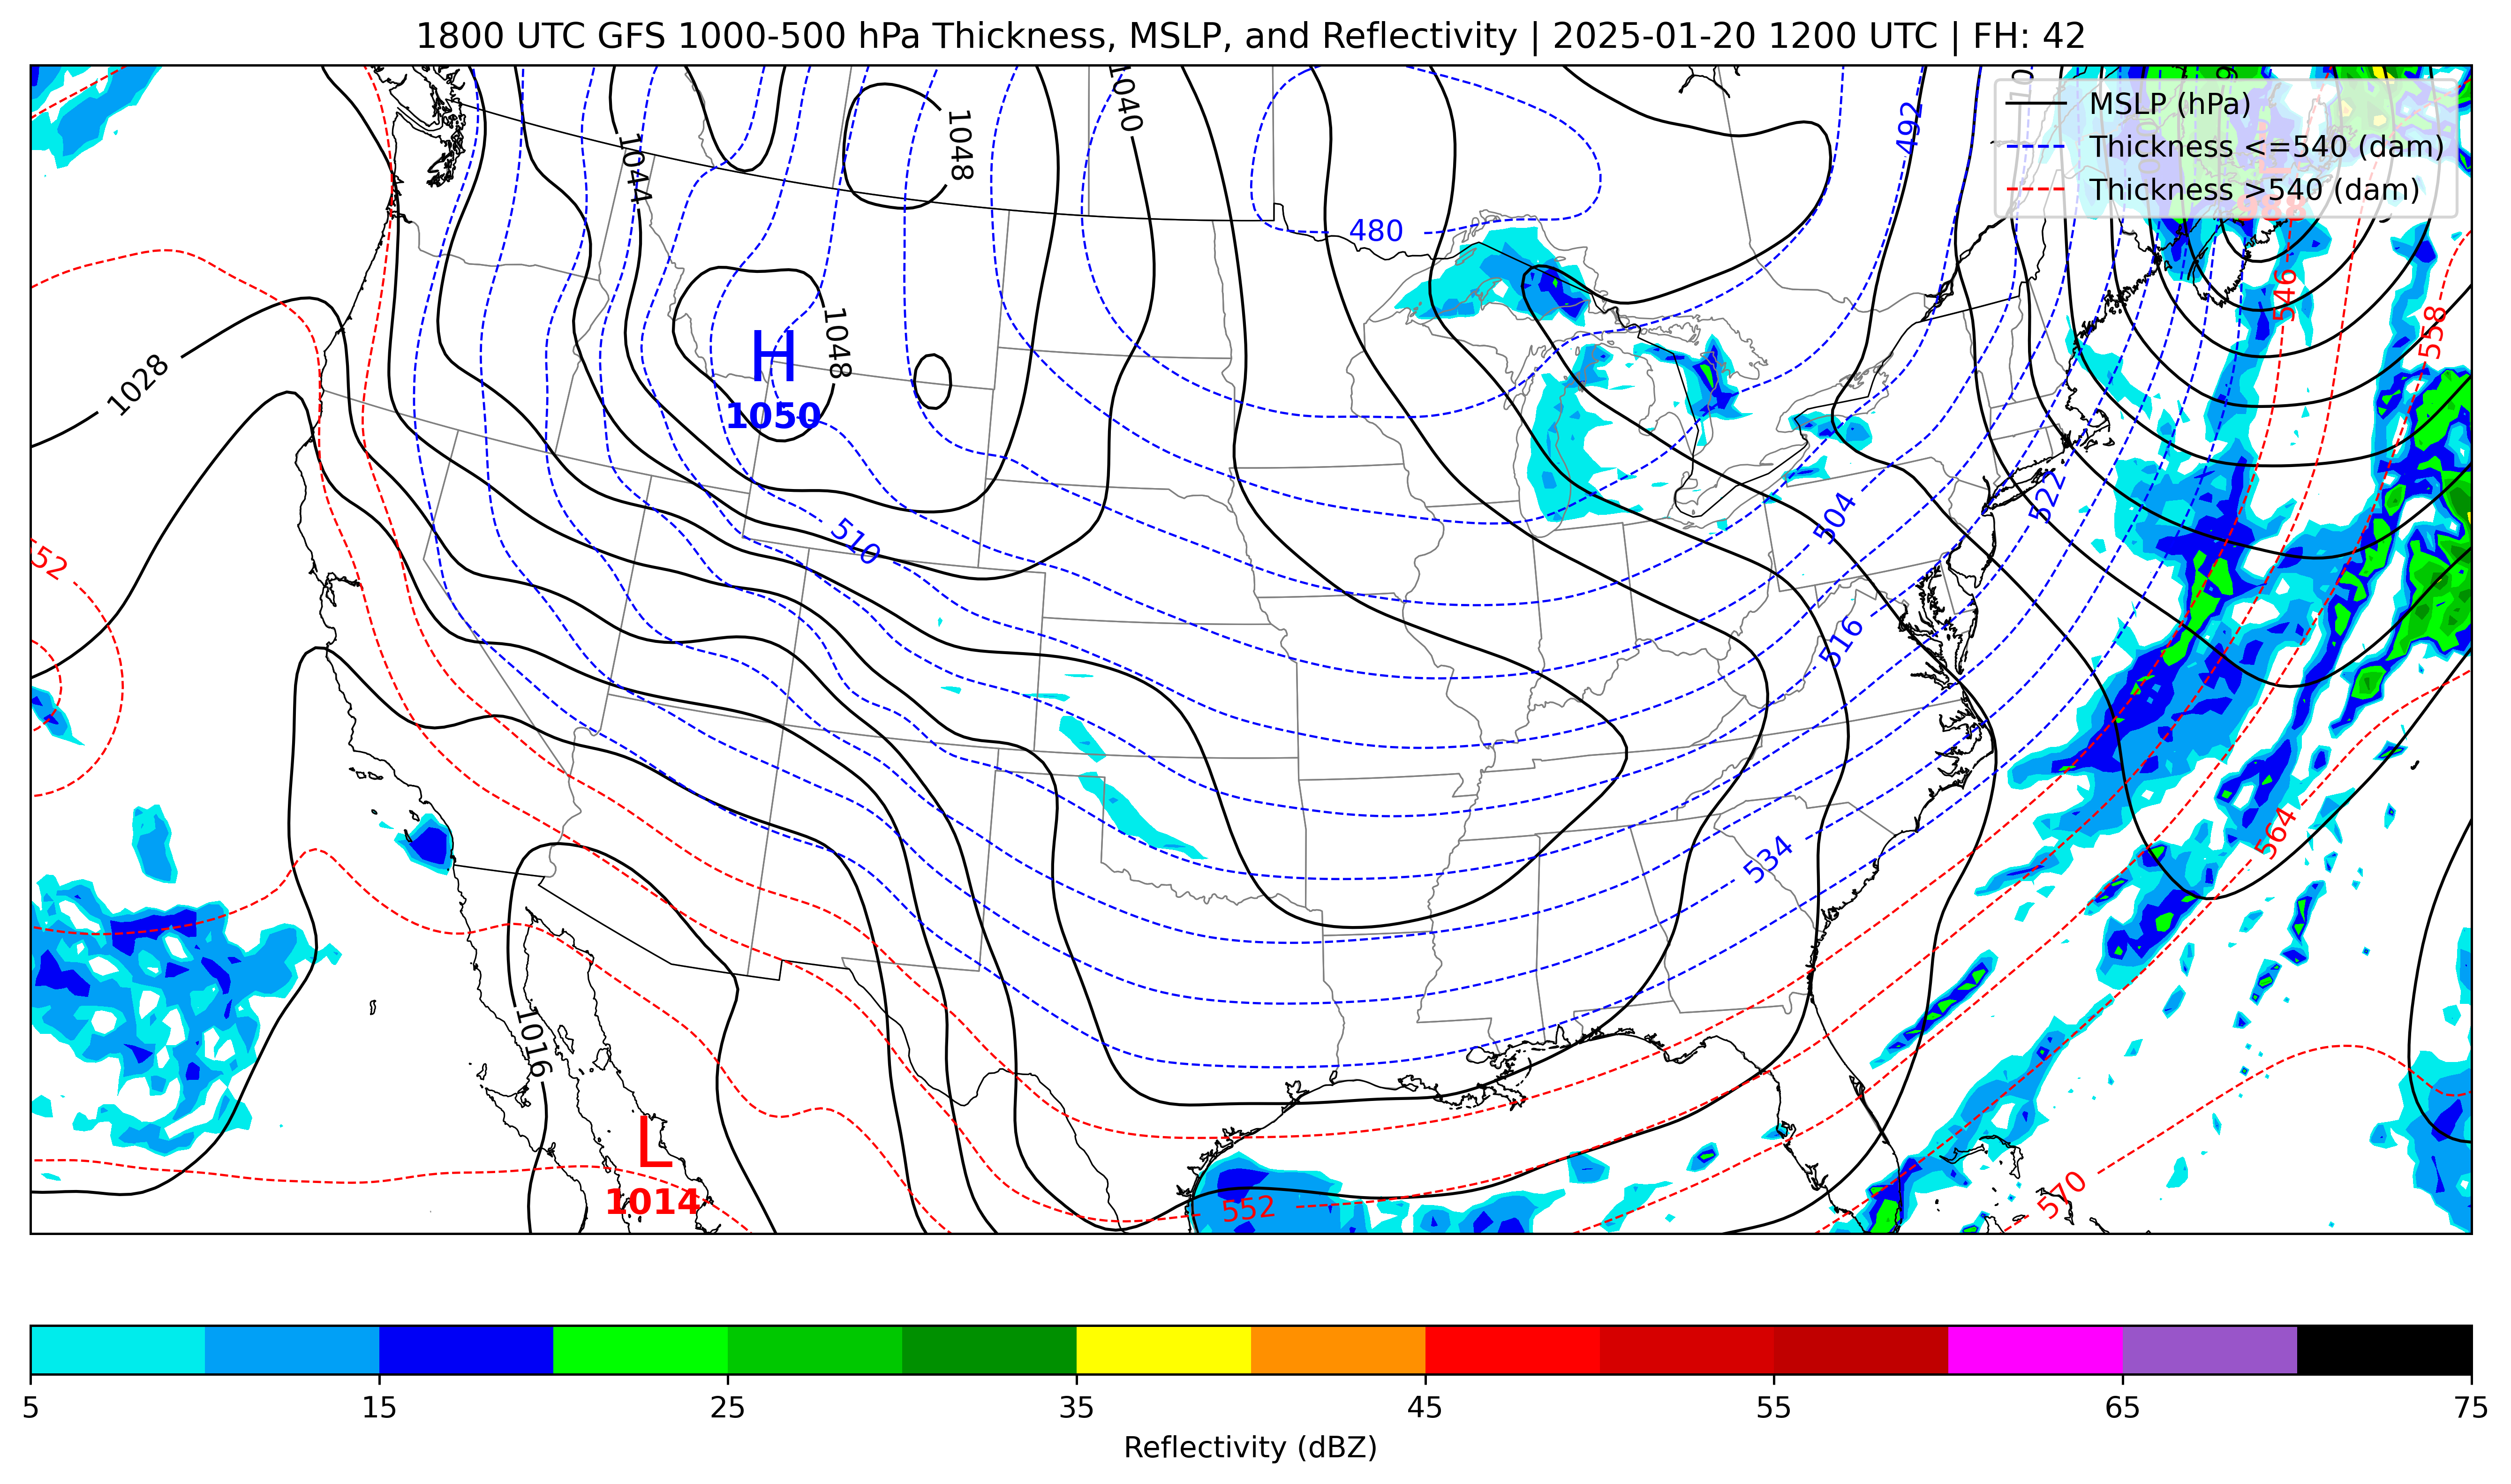 1800 UTC GFS 1000-500 hPa Thickness, MSLP, and Reflectivity | 2025-01-20 1200 UTC | FH: 42
MSLP (hPa)
Thickness <=540 (dam)
Thickness >540 (dam)
1040
1048
1044
492
480
546
558
1028
H
1048
1050
510
504
522
52
516
534
564
1016
L
1014
552
570
5 15 25 35 45 55 65 75
Reflectivity (dBZ)